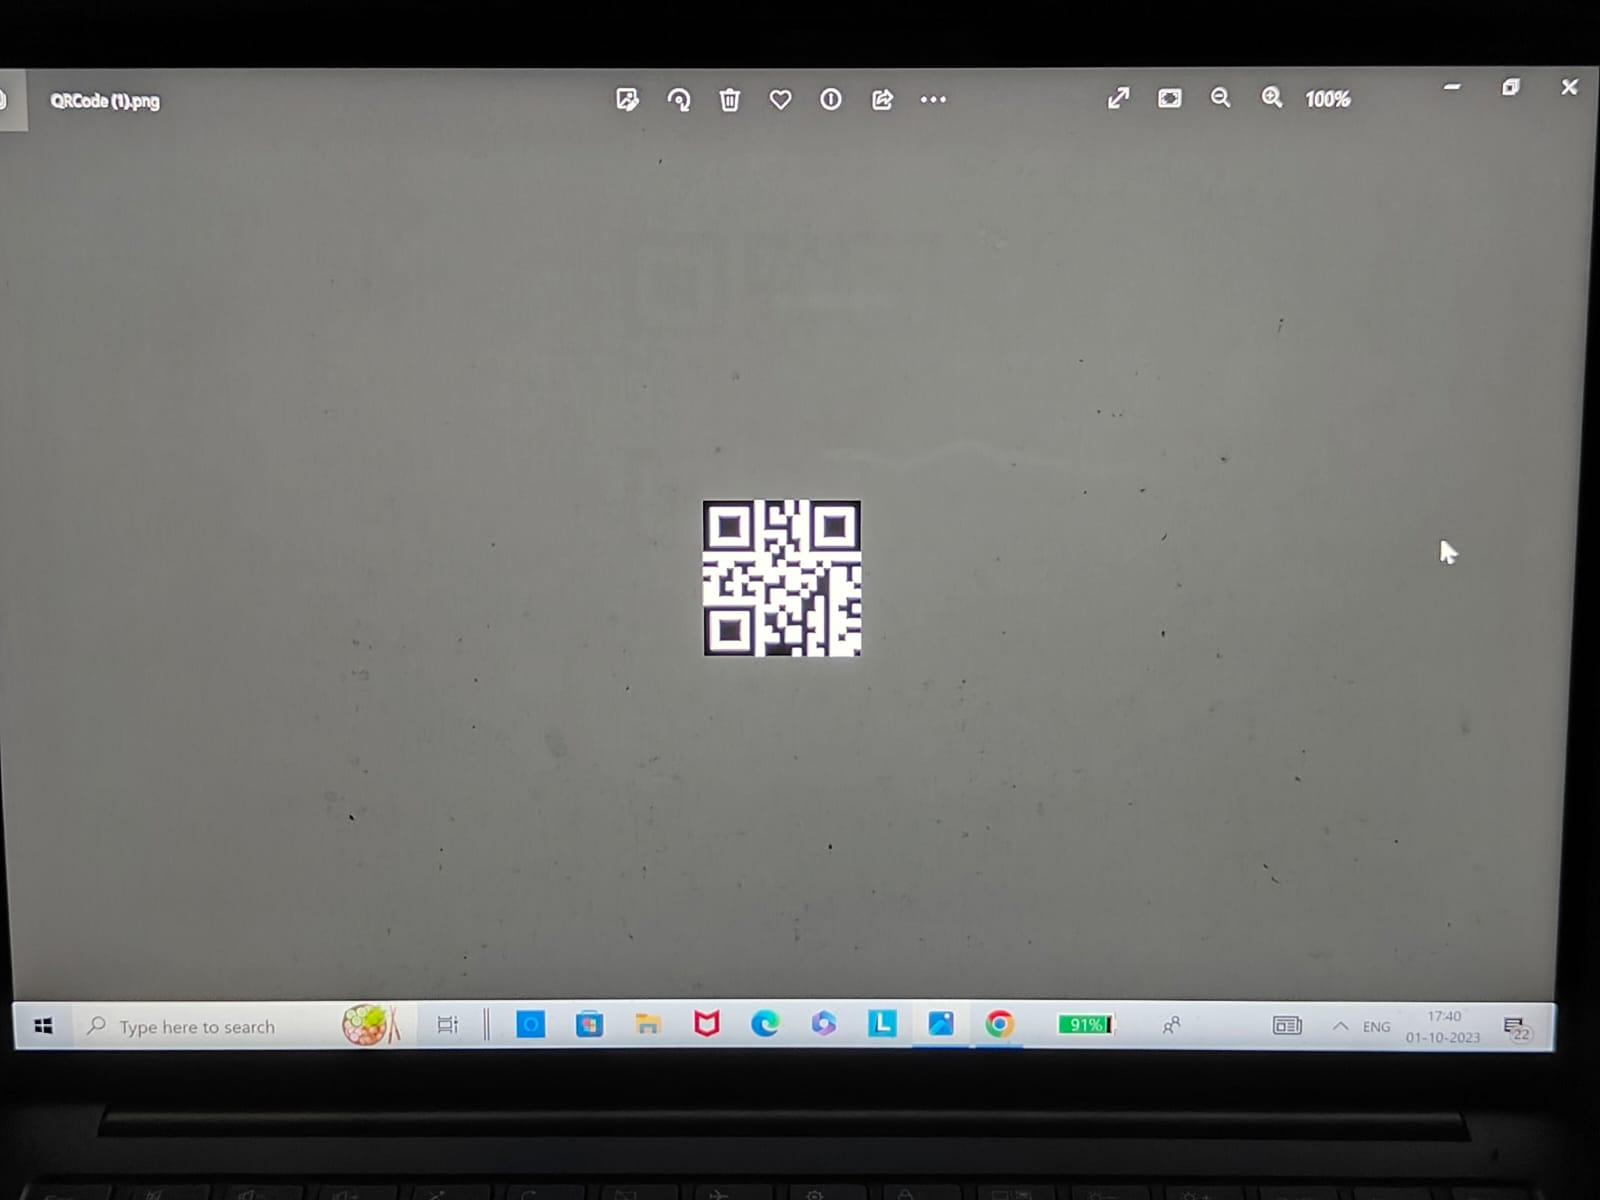 QRCode (1).png
100%
Type here to search
L
91%
ENG
17:40
01-10-2023
22